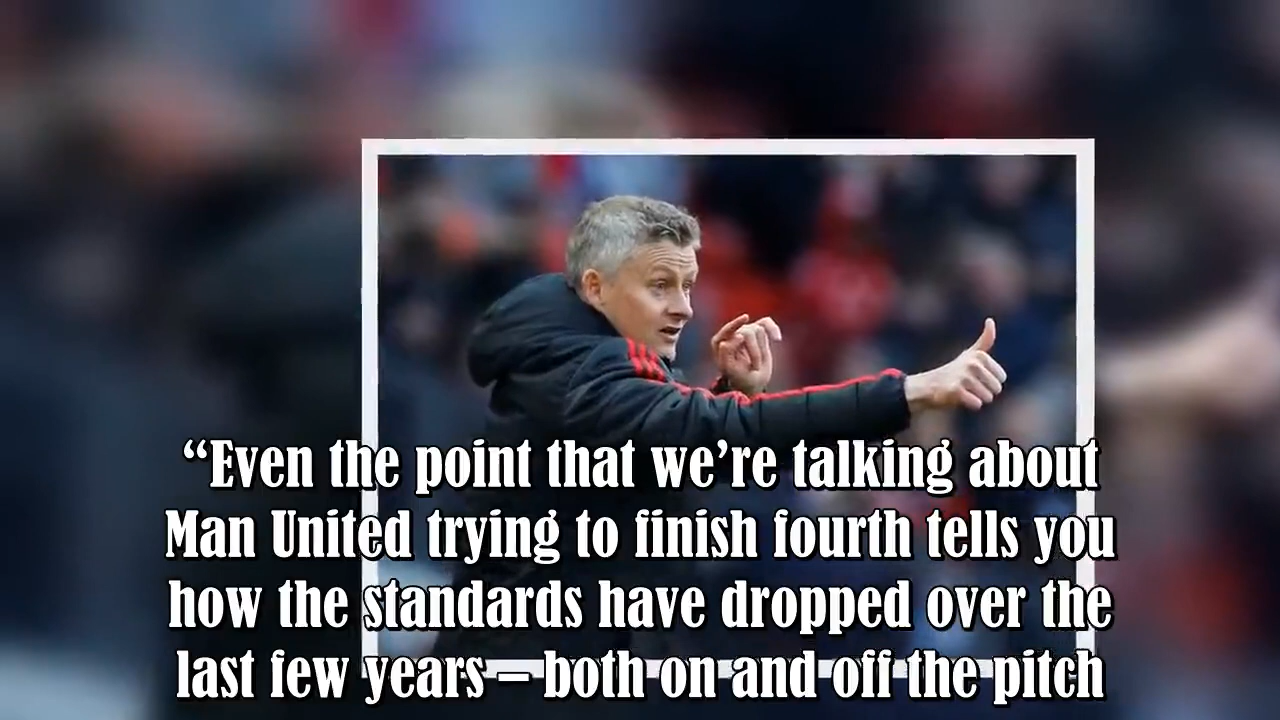 “Even the point that we’re talking about
Man United trying to finish fourth tells you
how the standards have dropped over the
last few years – both on and off the pitch